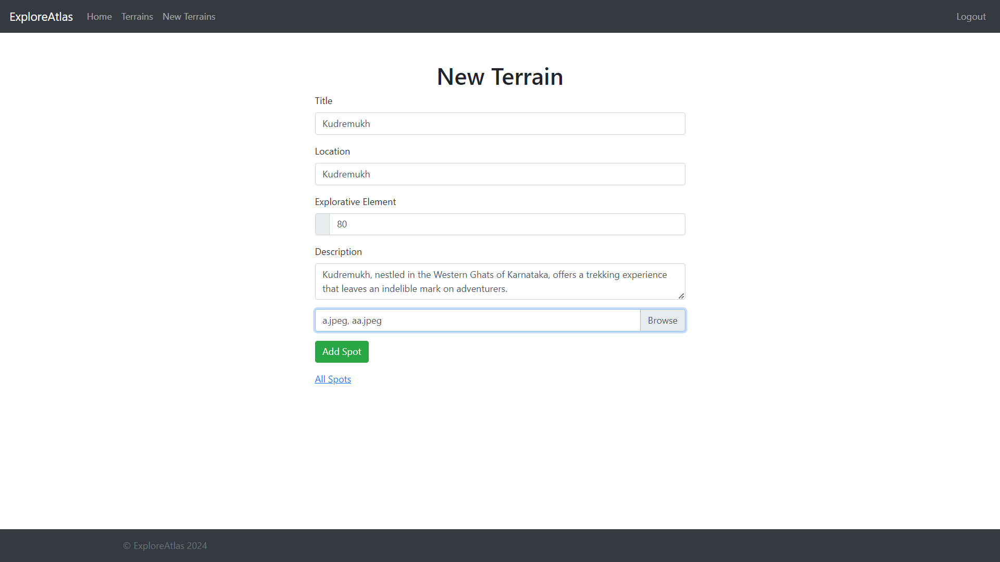 ExploreAtlas Home Terrains New Terrains Logout
New Terrain
Title
Kudremukh
Location
Kudremukh
Explorative Element
80
Description
Kudremukh, nestled in the Western Ghats of Karnataka, offers a trekking experience
that leaves an indelible mark on adventurers.
a.jpeg, aa.jpeg Browse
Add Spot
All Spots
© ExploreAtlas 2024